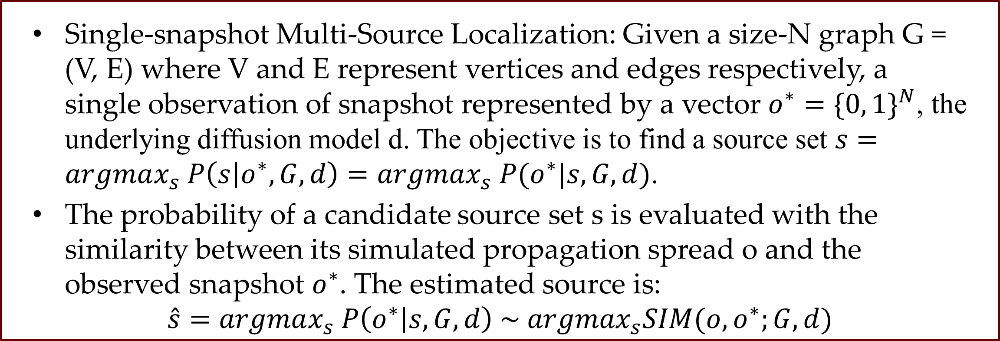 • Single-snapshot Multi-Source Localization: Given a size-N graph G =
(V, E) where V and E represent vertices and edges respectively, a
single observation of snapshot represented by a vector o* = {0, 1}^N, the
underlying diffusion model d. The objective is to find a source set s =
argmax_s P(s|o*, G, d) = argmax_s P(o*|s, G, d).
• The probability of a candidate source set s is evaluated with the
similarity between its simulated propagation spread o and the
observed snapshot o*. The estimated source is:
ŝ = argmax_s P(o*|s, G, d) ~ argmax_s SIM(o, o*; G, d)